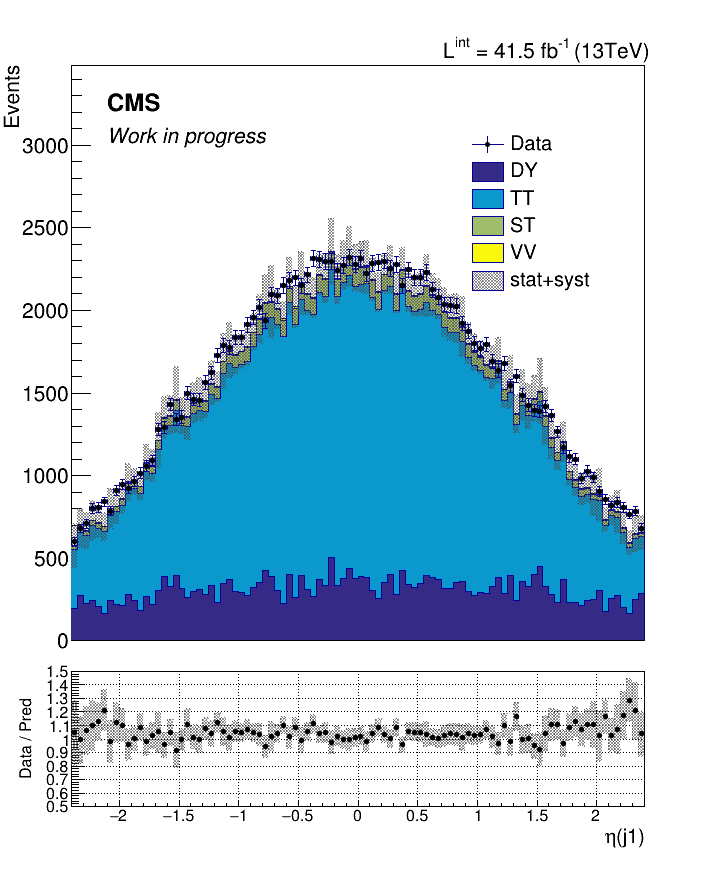 L^int = 41.5 fb^-1 (13TeV)
Events
CMS
Work in progress
Data
DY
TT
ST
VV
stat+syst
3000
2500
2000
1500
1000
500
0
Data / Pred
1.5
1.4
1.3
1.2
1.1
1
0.9
0.8
0.7
0.6
0.5
−2 −1.5 −1 −0.5 0 0.5 1 1.5 2
η(j1)